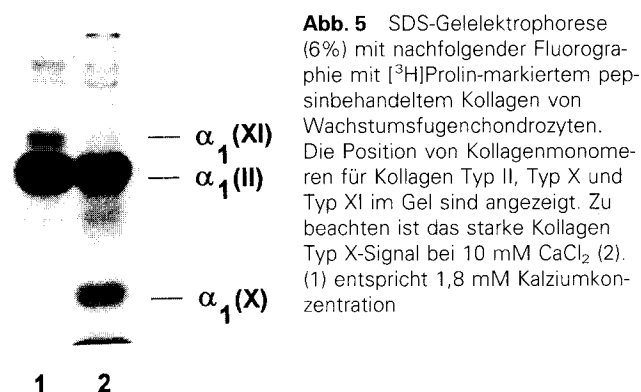 α1(XI)
α1(II)
α1(X)
1 2
Abb. 5 SDS-Gelelektrophorese
(6%) mit nachfolgender Fluorogra-
phie mit [³H]Prolin-markiertem pep-
sinbehandeltem Kollagen von
Wachstumsfugenchondrozyten.
Die Position von Kollagenmonome-
ren für Kollagen Typ II, Typ X und
Typ XI im Gel sind angezeigt. Zu
beachten ist das starke Kollagen
Typ X-Signal bei 10 mM CaCl₂ (2).
(1) entspricht 1,8 mM Kalziumkon-
zentration